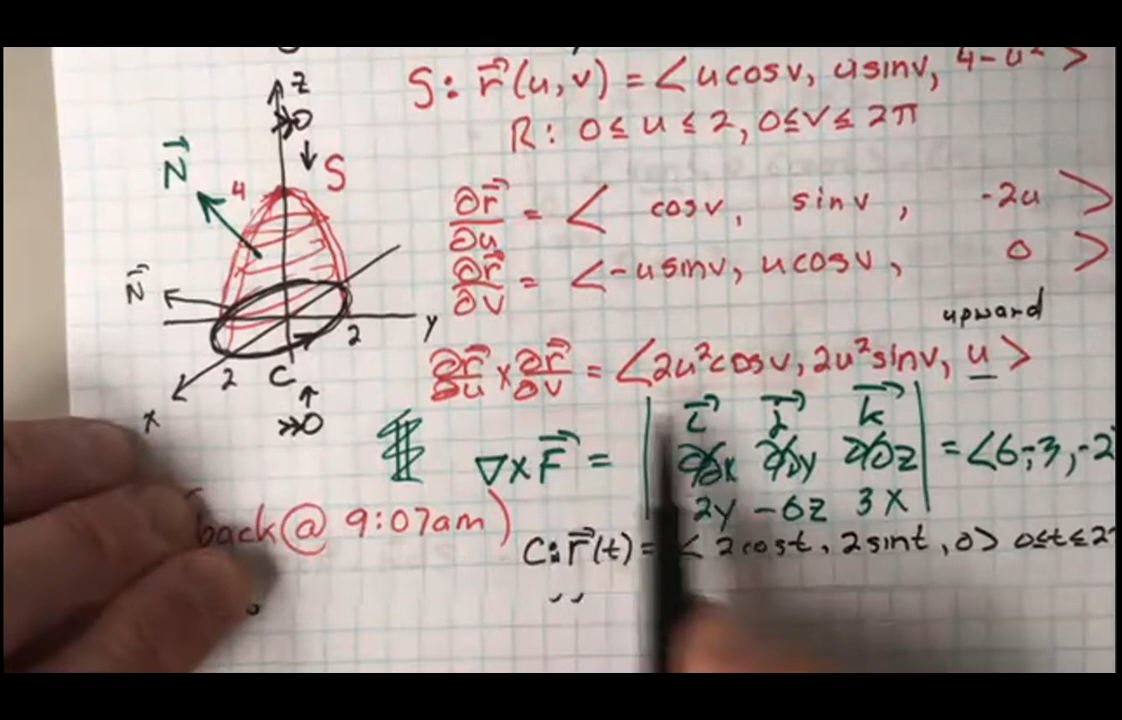 S: r⃗(u,v) = <ucosv, usinv, 4-u²>
R: 0≤u≤2, 0≤v≤2π
z
N⃗
4
S
∂r⃗/∂u = < cosv, sinv, -2u >
∂r⃗/∂v = <-usinv, ucosv, 0 >
N⃗
y
2
2
C
x
upward
∂r⃗/∂u × ∂r⃗/∂v = <2u²cosv, 2u²sinv, u>
∇×F⃗ = | i⃗ j⃗ k⃗ |
∂/∂x ∂/∂y ∂/∂z = <6,-3,-2
2y -6z 3x
back@ 9:07am)
C: r⃗(t) = < 2cost, 2sint, 0> 0≤t≤2